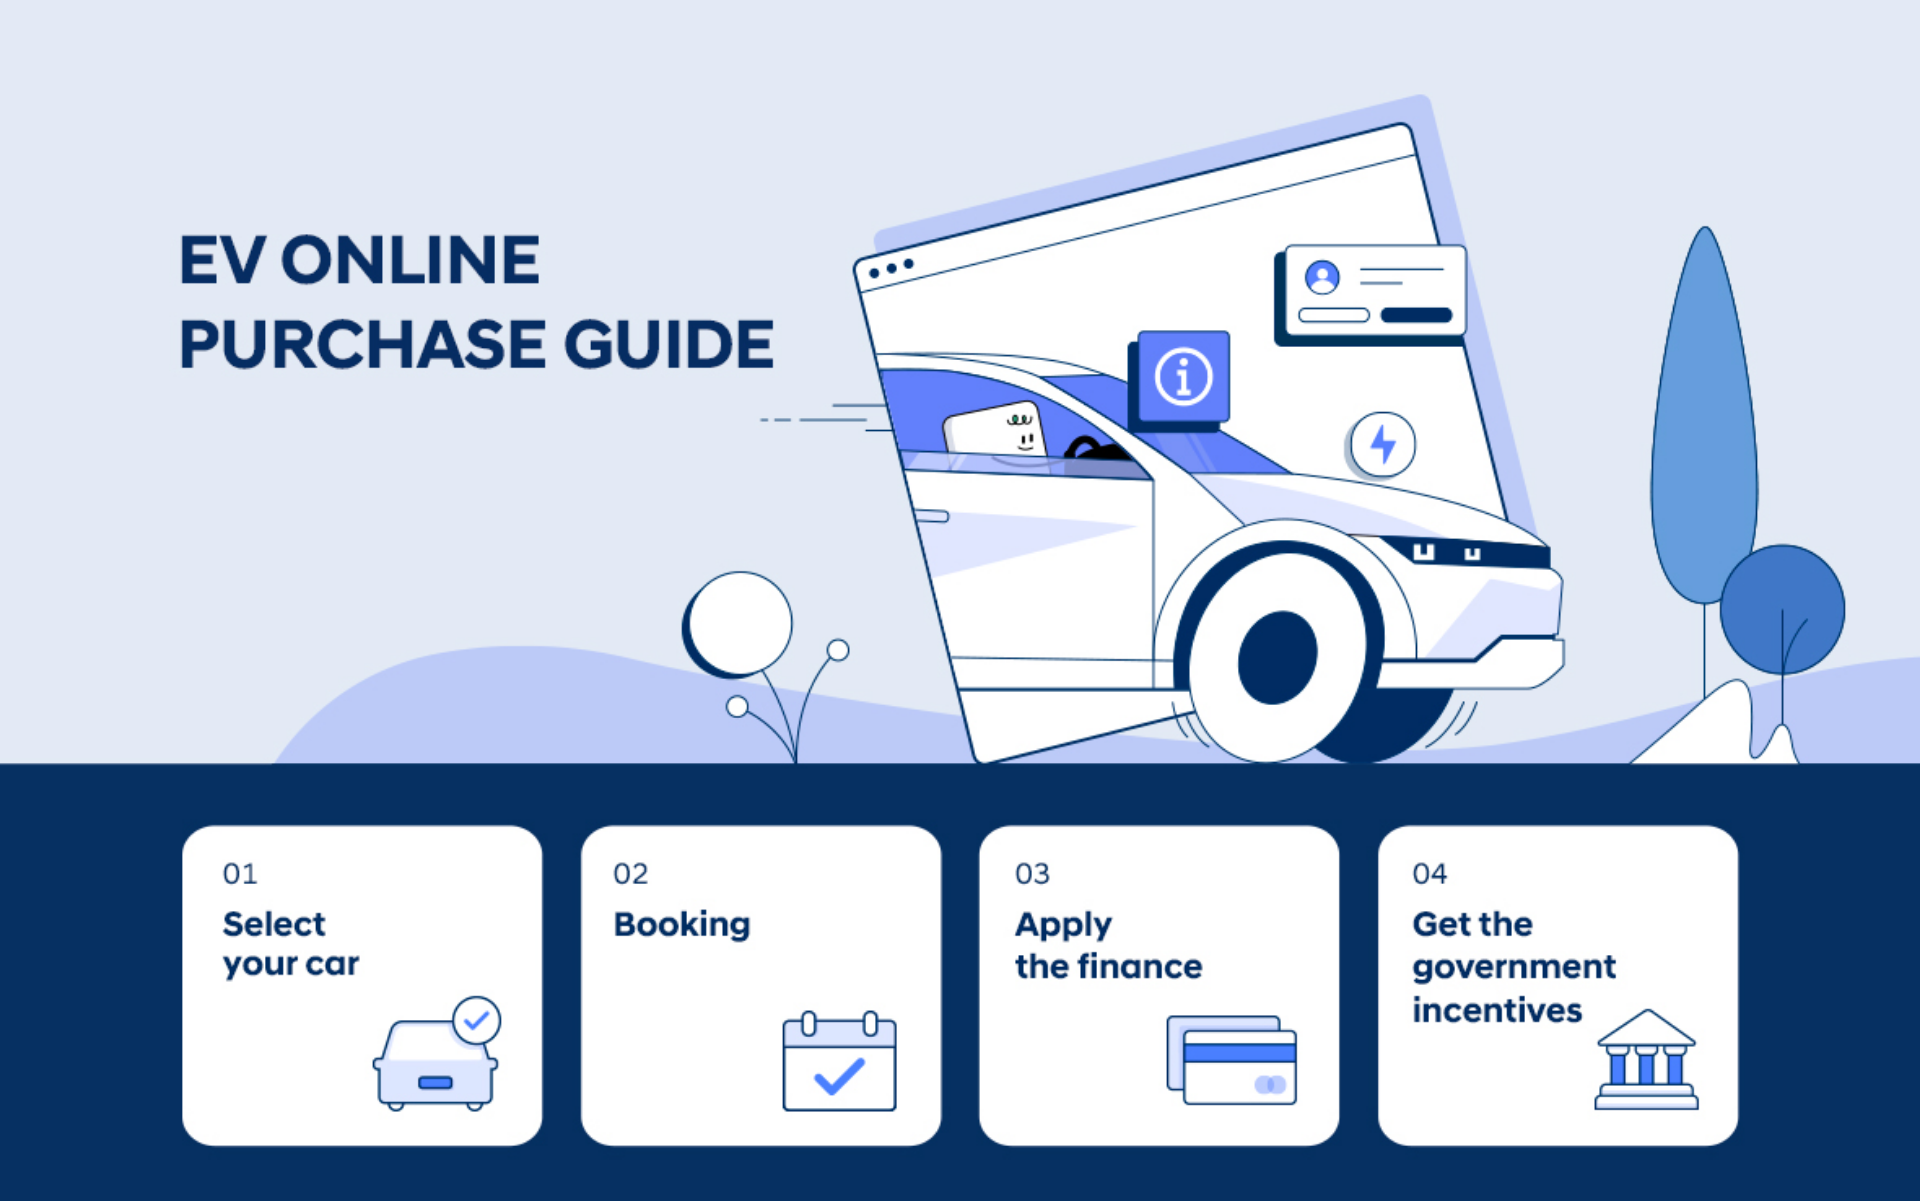 EV ONLINE
PURCHASE GUIDE
01
Select
your car
02
Booking
03
Apply
the finance
04
Get the
government
incentives